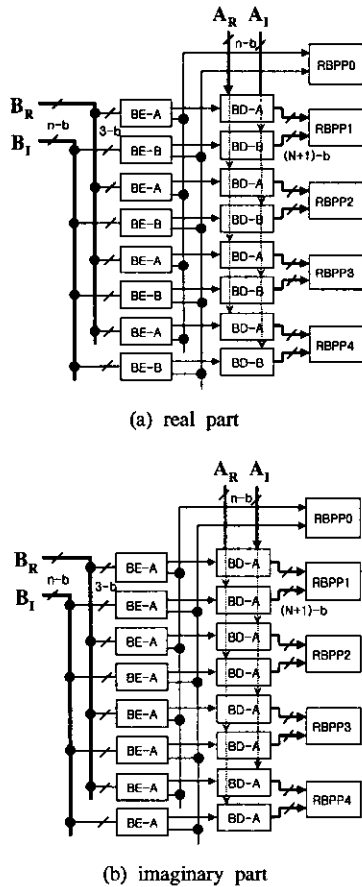 A_R A_I
n-b
RBPP0
B_R n-b
3-b BE-A BD-A RBPP1
B_I
BE-B BD-B (N+1)-b
BE-A BD-A RBPP2
BE-B BD-B
BE-A BD-A RBPP3
BE-B BD-B
BE-A BD-A RBPP4
BE-B BD-B
(a) real part
A_R A_I
n-b
RBPP0
B_R n-b
3-b BE-A BD-A RBPP1
B_I
BE-A BD-A (N+1)-b
BE-A BD-A RBPP2
BE-A BD-A
BE-A BD-A RBPP3
BE-A BD-A
BE-A BD-A RBPP4
BE-A BD-A
(b) imaginary part